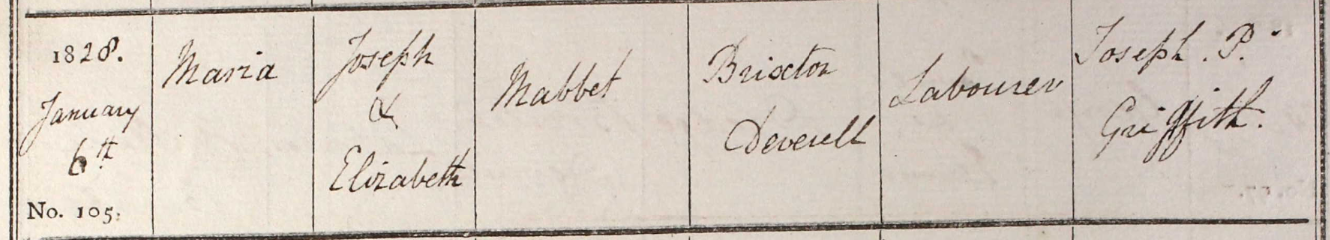 1828.
January
6th
No. 105.
Maria
Joseph
&
Elizabeth
Mabbet
Brixton
Deverell
Labourer
Joseph. P.
Griffith.